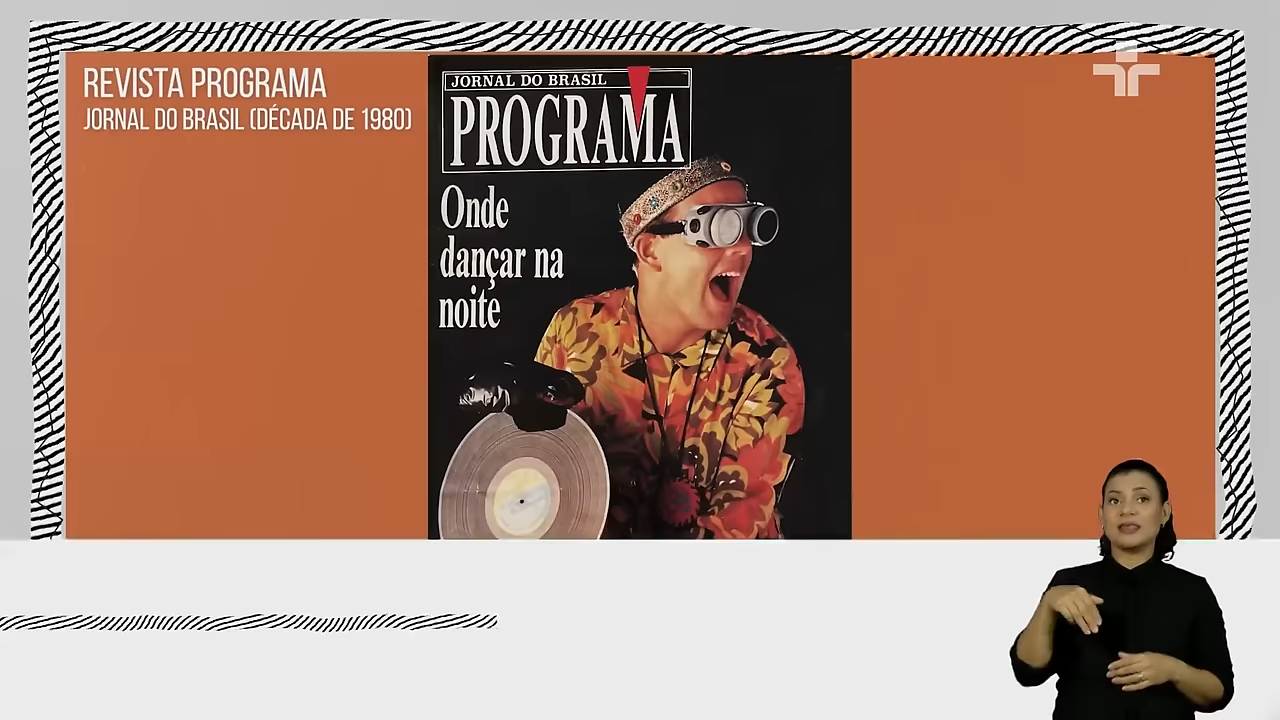 REVISTA PROGRAMA
JORNAL DO BRASIL (DÉCADA DE 1980)
JORNAL DO BRASIL
PROGRAMA
Onde
dançar na
noite